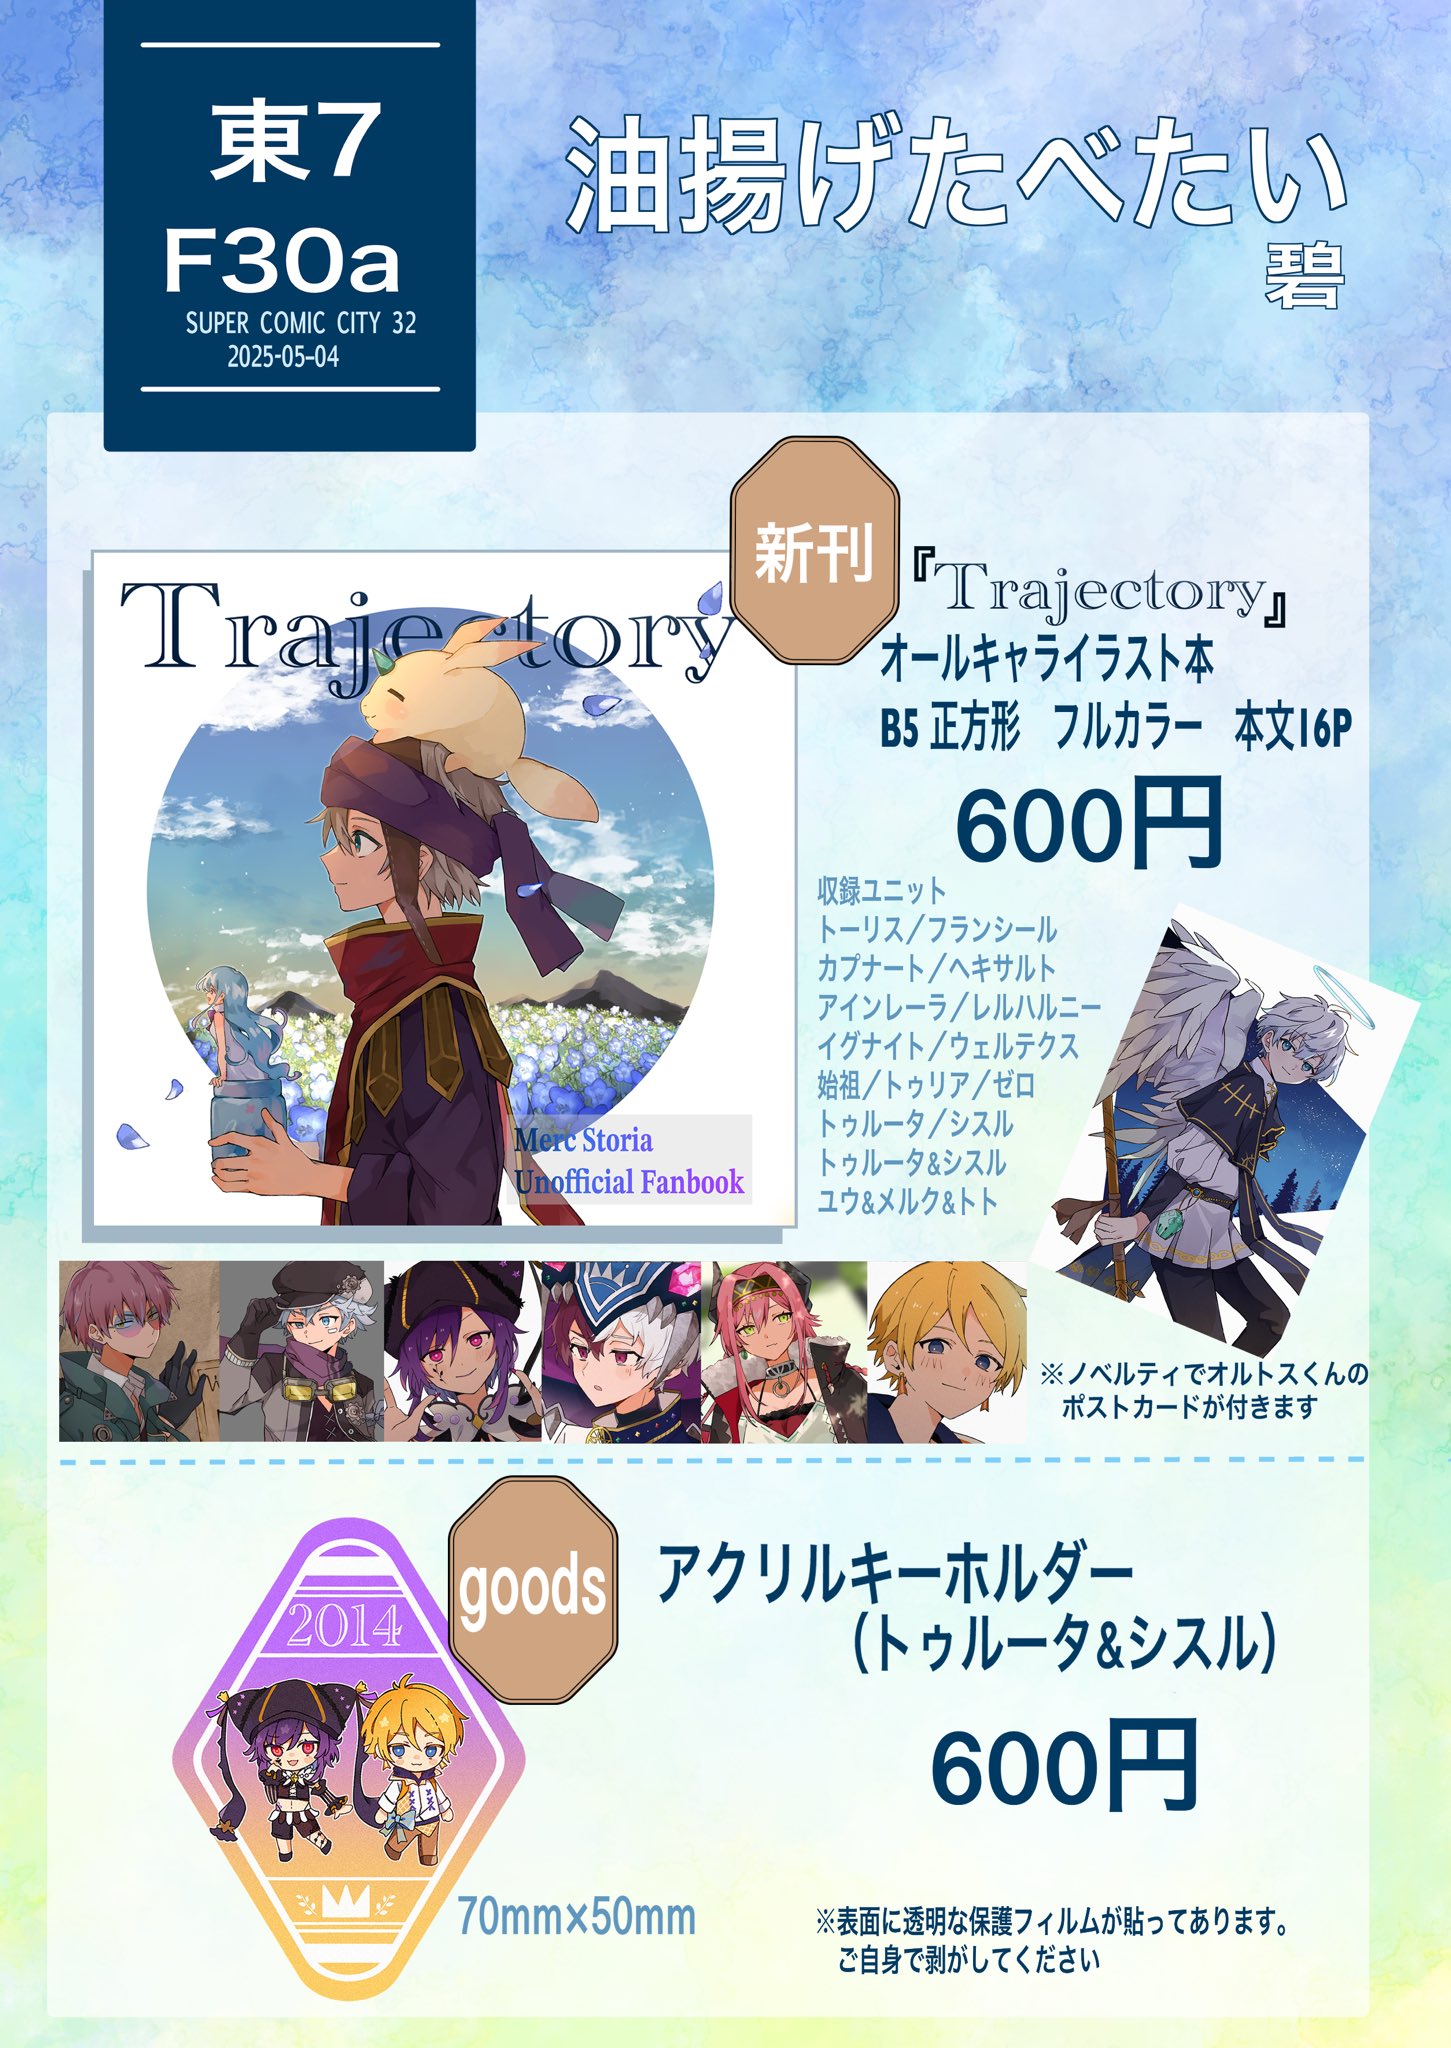 東7
F30a
SUPER COMIC CITY 32
2025-05-04
油揚げたべたい
碧
Trajectory
Merc Storia
Unofficial Fanbook
新刊
『Trajectory』
オールキャライラスト本
B5 正方形　フルカラー　本文16P
600円
収録ユニット
トーリス／フランシール
カプナート／ヘキサルト
アインレーラ／レルハルニー
イグナイト／ウェルテクス
始祖／トゥリア／ゼロ
トゥルータ／シスル
トゥルータ&シスル
ユウ&メルク&トト
※ノベルティでオルトスくんの
ポストカードが付きます
goods
2014
アクリルキーホルダー
（トゥルータ&シスル）
600円
70mm×50mm
※表面に透明な保護フィルムが貼ってあります。
ご自身で剥がしてください